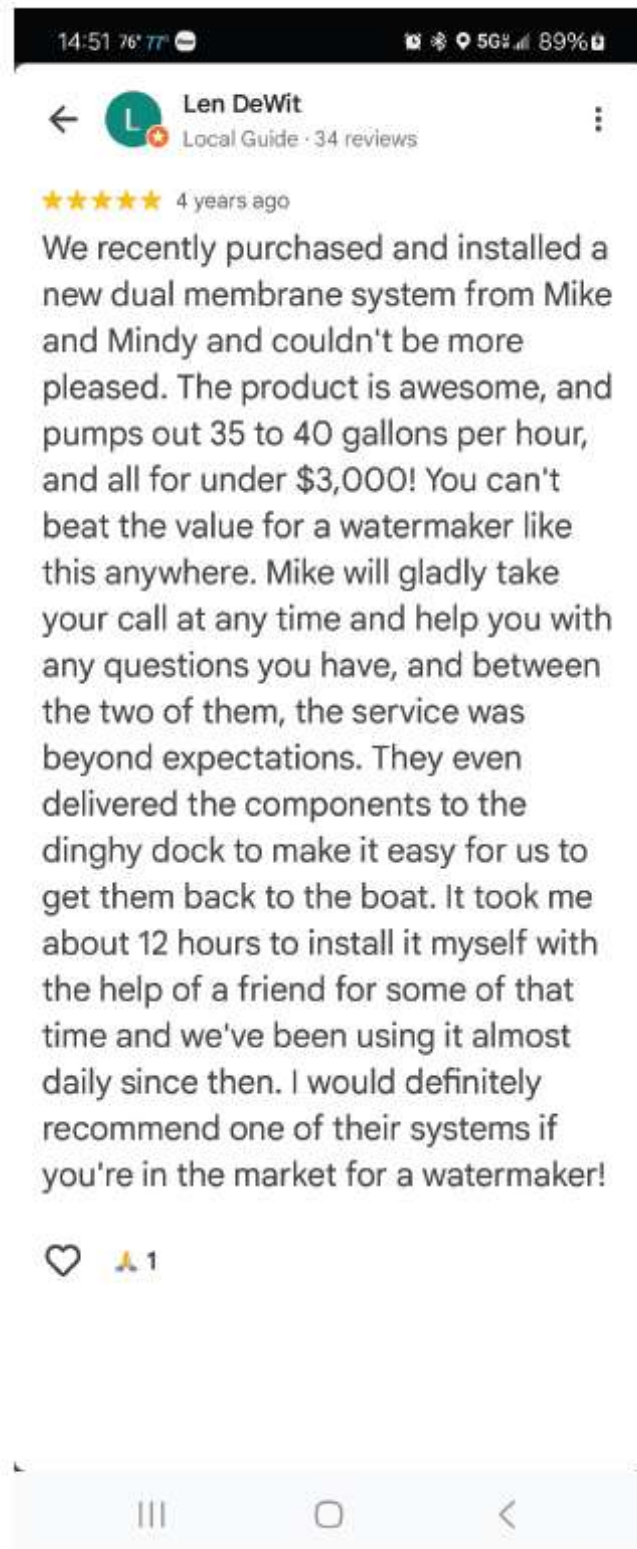 14:51 76° 77°
5G 89%
Len DeWit
L
Local Guide · 34 reviews
4 years ago
We recently purchased and installed a
new dual membrane system from Mike
and Mindy and couldn't be more
pleased. The product is awesome, and
pumps out 35 to 40 gallons per hour,
and all for under $3,000! You can't
beat the value for a watermaker like
this anywhere. Mike will gladly take
your call at any time and help you with
any questions you have, and between
the two of them, the service was
beyond expectations. They even
delivered the components to the
dinghy dock to make it easy for us to
get them back to the boat. It took me
about 12 hours to install it myself with
the help of a friend for some of that
time and we've been using it almost
daily since then. I would definitely
recommend one of their systems if
you're in the market for a watermaker!
🙏 1